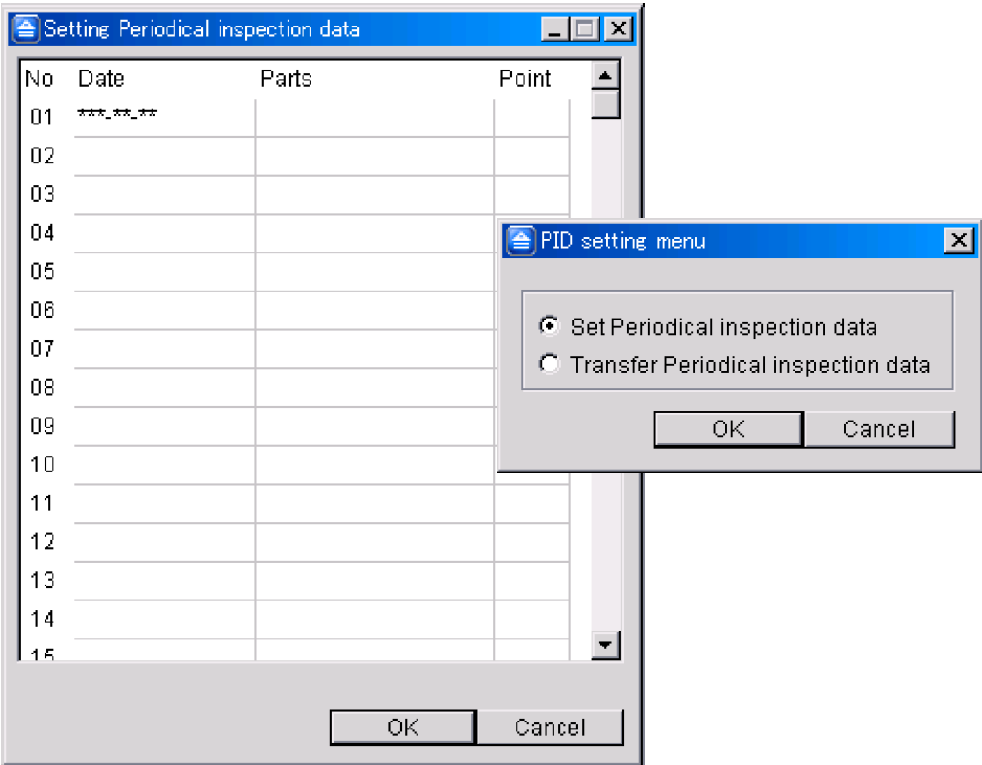 Setting Periodical inspection data
No Date Parts Point
01 ***-**-**
02
03
04
05
06
07
08
09
10
11
12
13
14
15
OK Cancel
PID setting menu
Set Periodical inspection data
Transfer Periodical inspection data
OK Cancel